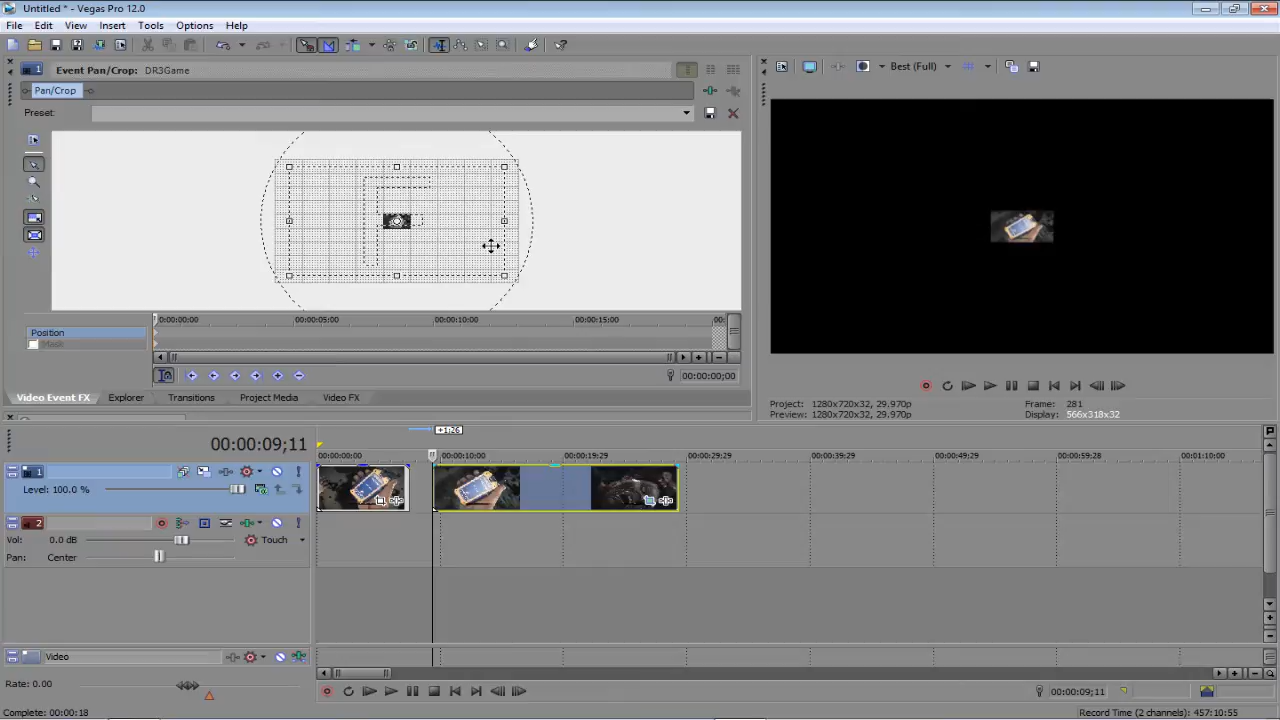 Untitled * - Vegas Pro 12.0
File Edit View Insert Tools Options Help
1 Event Pan/Crop: DR3Game
Pan/Crop
Preset:
Best (Full)
0:00:00:00 00:00:05:00 00:00:10:00 00:00:15:00 00:
Position
Mask
00:00:00;00
Video Event FX Explorer Transitions Project Media Video FX
Project: 1280x720x32, 29.970p Frame: 281
Preview: 1280x720x32, 29.970p Display: 566x318x32
+1:26
00:00:09;11
00:00:00 00:00:10:00 00:00:19:29 00:00:29:29 00:00:39:29 00:00:49:29 00:00:59:28 00:01:10:00
1
Level: 100.0 %
2
Vol: 0.0 dB Touch
Pan: Center
Video
Rate: 0.00
00:00:09;11
Complete: 00:00:18 Record Time (2 channels): 457:10:55